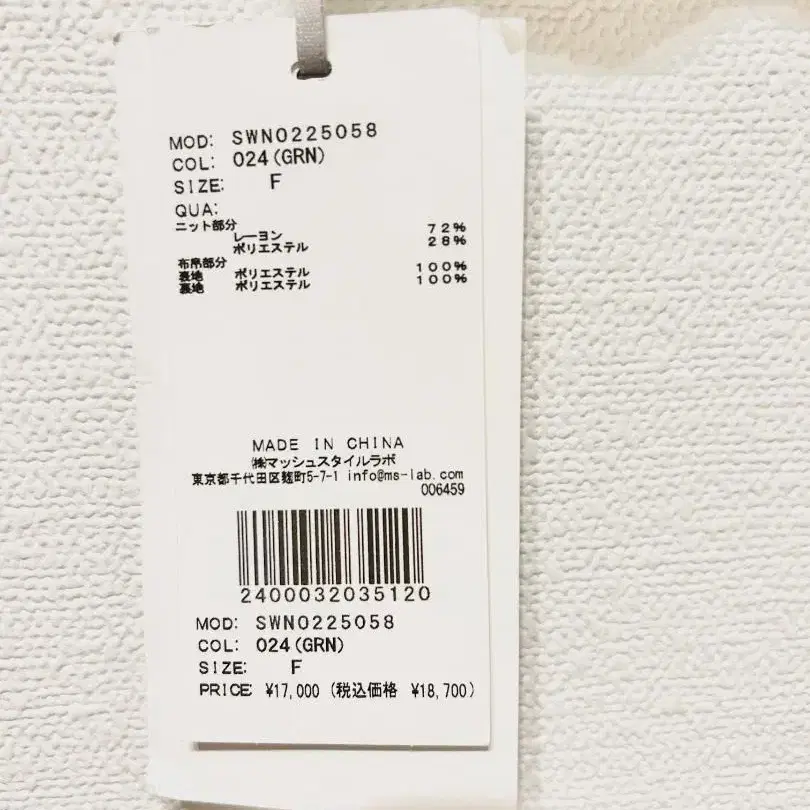 MOD: SWN0225058
COL: 024(GRN)
SIZE: F
QUA:
ニット部分
レーヨン 72%
ポリエステル 28%
布帛部分
表地 ポリエステル 100%
裏地 ポリエステル 100%
MADE IN CHINA
㈱マッシュスタイルラボ
東京都千代田区麹町5-7-1 info@ms-lab.com
006459
2400032035120
MOD: SWN0225058
COL: 024(GRN)
SIZE: F
PRICE: ¥17,000 (税込価格 ¥18,700)